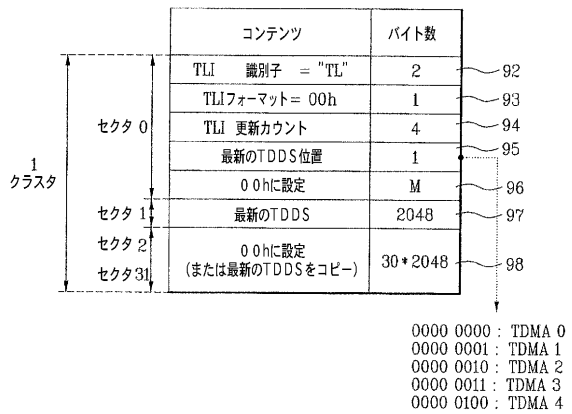 コンテンツ バイト数
TLI 識別子 = "TL" 2 92
TLIフォーマット= 00h 1 93
セクタ 0 TLI 更新カウント 4 94
最新のTDDS位置 1 95
1
クラスタ
00hに設定 M 96
セクタ 1 最新のTDDS 2048 97
セクタ 2
セクタ 31
00hに設定
(または最新のTDDSをコピー)
30*2048 98
0000 0000 : TDMA 0
0000 0001 : TDMA 1
0000 0010 : TDMA 2
0000 0011 : TDMA 3
0000 0100 : TDMA 4